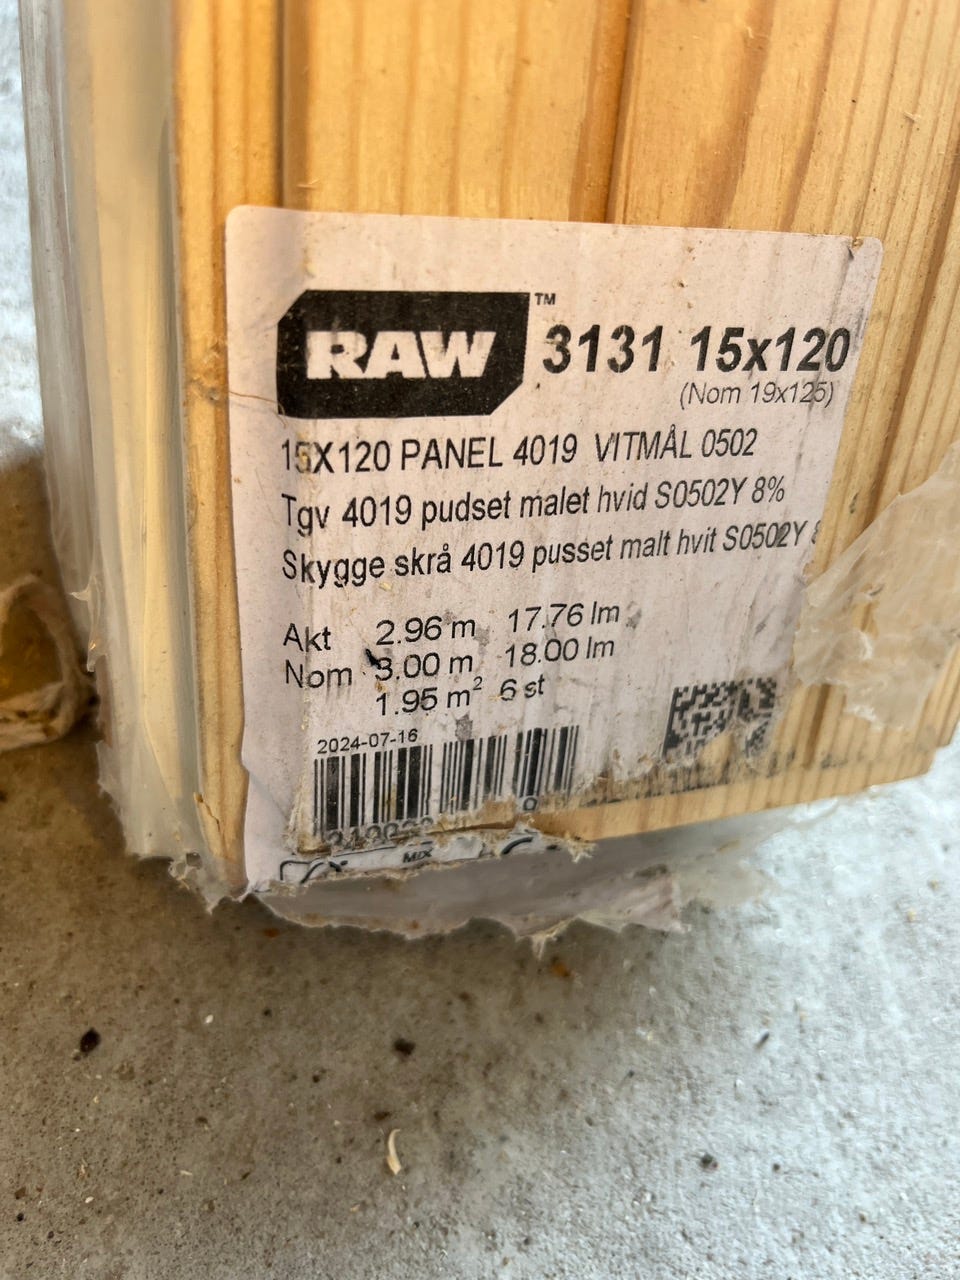 RAW™ 3131 15x120
(Nom 19x125)
15X120 PANEL 4019 VITMÅL 0502
Tgv 4019 pudset malet hvid S0502Y 8%
Skygge skrå 4019 pusset malt hvit S0502Y
Akt 2.96 m 17.76 lm
Nom 3.00 m 18.00 lm
1.95 m² 6 st
2024-07-16
MIX